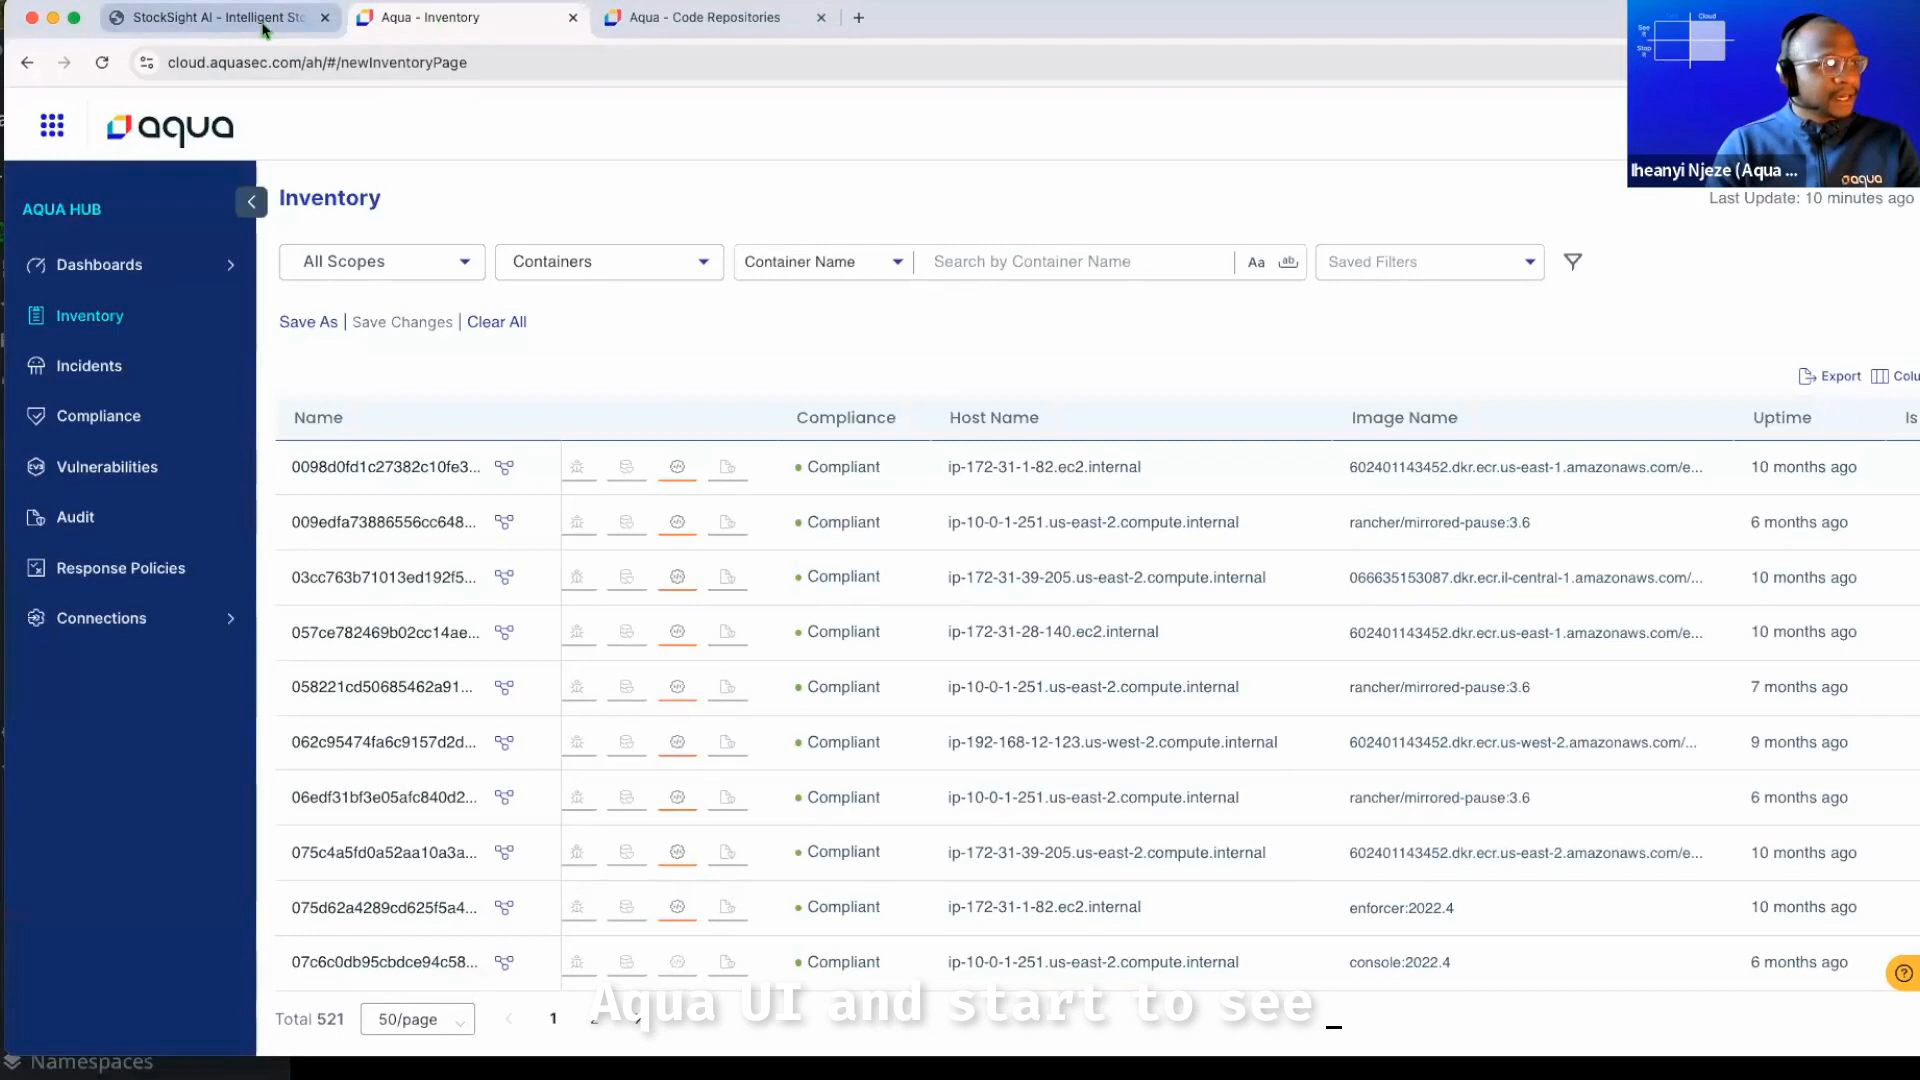 StockSight AI - Intelligent Sto
Aqua - Inventory
Aqua - Code Repositories
cloud.aquasec.com/ah/#/newInventoryPage
See It
Stop It
Cloud
Iheanyi Njeze (Aqua ...
aqua
aqua
Last Update: 10 minutes ago
AQUA HUB
Dashboards
Inventory
Incidents
Compliance
Vulnerabilities
Audit
Response Policies
Connections
Inventory
All Scopes
Containers
Container Name
Search by Container Name
Aa
ab
Saved Filters
Save As | Save Changes | Clear All
Export
Colu
Name Compliance Host Name Image Name Uptime Is
0098d0fd1c27382c10fe3... Compliant ip-172-31-1-82.ec2.internal 602401143452.dkr.ecr.us-east-1.amazonaws.com/e... 10 months ago
009edfa73886556cc648... Compliant ip-10-0-1-251.us-east-2.compute.internal rancher/mirrored-pause:3.6 6 months ago
03cc763b71013ed192f5... Compliant ip-172-31-39-205.us-east-2.compute.internal 066635153087.dkr.ecr.il-central-1.amazonaws.com/... 10 months ago
057ce782469b02cc14ae... Compliant ip-172-31-28-140.ec2.internal 602401143452.dkr.ecr.us-east-1.amazonaws.com/e... 10 months ago
058221cd50685462a91... Compliant ip-10-0-1-251.us-east-2.compute.internal rancher/mirrored-pause:3.6 7 months ago
062c95474fa6c9157d2d... Compliant ip-192-168-12-123.us-west-2.compute.internal 602401143452.dkr.ecr.us-west-2.amazonaws.com/... 9 months ago
06edf31bf3e05afc840d2... Compliant ip-10-0-1-251.us-east-2.compute.internal rancher/mirrored-pause:3.6 6 months ago
075c4a5fd0a52aa10a3a... Compliant ip-172-31-39-205.us-east-2.compute.internal 602401143452.dkr.ecr.us-east-2.amazonaws.com/e... 10 months ago
075d62a4289cd625f5a4... Compliant ip-172-31-1-82.ec2.internal enforcer:2022.4 10 months ago
07c6c0db95cbdce94c58... Compliant ip-10-0-1-251.us-east-2.compute.internal console:2022.4 6 months ago
Total 521
50/page
1
Aqua UI and start to see _
Namespaces